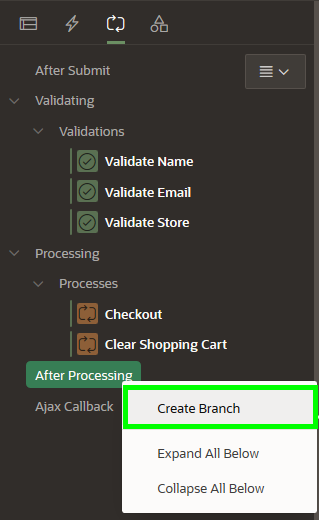 After Submit
Validating
Validations
Validate Name
Validate Email
Validate Store
Processing
Processes
Checkout
Clear Shopping Cart
After Processing
Create Branch
Ajax Callback
Expand All Below
Collapse All Below